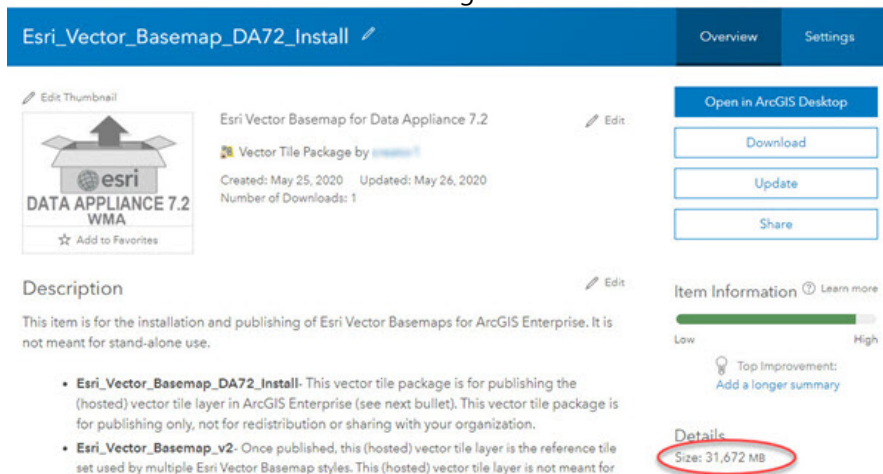 Esri_Vector_Basemap_DA72_Install
Overview
Settings
Edit Thumbnail
esri
DATA APPLIANCE 7.2
WMA
Add to Favorites
Esri Vector Basemap for Data Appliance 7.2
Edit
Vector Tile Package by
Created: May 25, 2020 Updated: May 26, 2020
Number of Downloads: 1
Open in ArcGIS Desktop
Download
Update
Share
Description
Edit
This item is for the installation and publishing of Esri Vector Basemaps for ArcGIS Enterprise. It is
not meant for stand-alone use.
• Esri_Vector_Basemap_DA72_Install- This vector tile package is for publishing the
(hosted) vector tile layer in ArcGIS Enterprise (see next bullet). This vector tile package is
for publishing only, not for redistribution or sharing with your organization.
• Esri_Vector_Basemap_v2- Once published, this (hosted) vector tile layer is the reference tile
set used by multiple Esri Vector Basemap styles. This (hosted) vector tile layer is not meant for
Item Information ? Learn more
Low
High
Top Improvement:
Add a longer summary
Details
Size: 31,672 MB